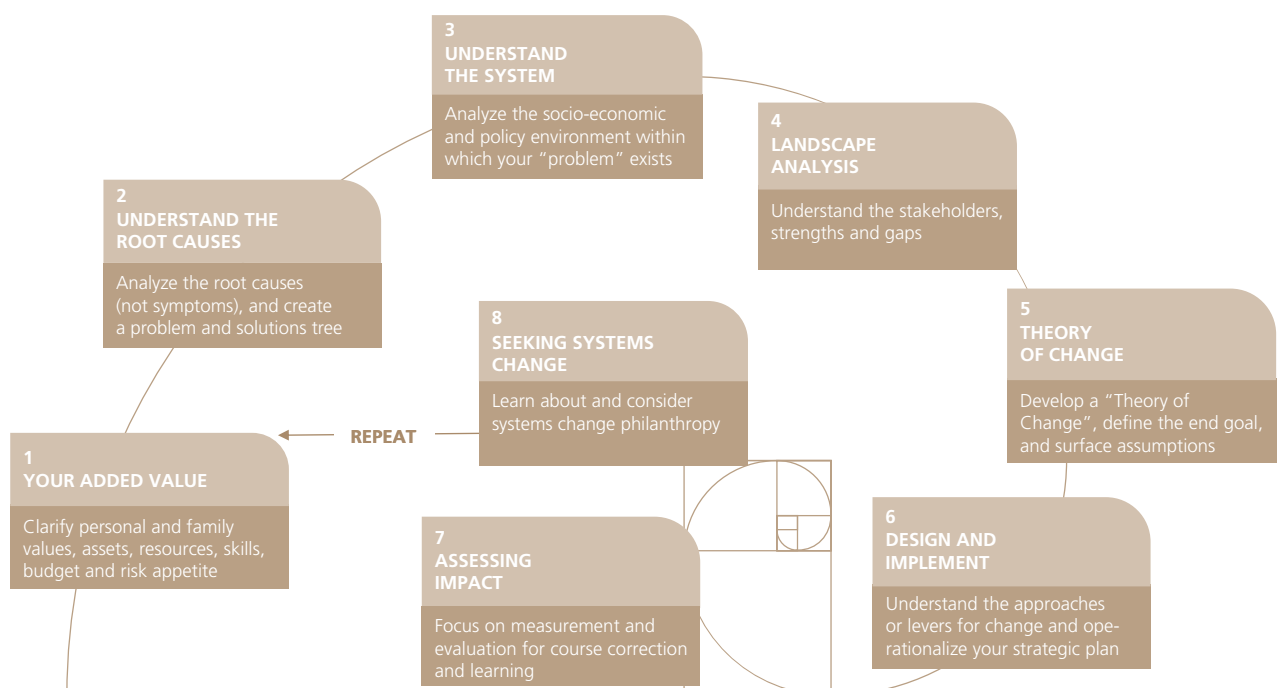 1
YOUR ADDED VALUE
Clarify personal and family
values, assets, resources, skills,
budget and risk appetite
2
UNDERSTAND THE
ROOT CAUSES
Analyze the root causes
(not symptoms), and create
a problem and solutions tree
3
UNDERSTAND
THE SYSTEM
Analyze the socio-economic
and policy environment within
which your “problem” exists
4
LANDSCAPE
ANALYSIS
Understand the stakeholders,
strengths and gaps
5
THEORY
OF CHANGE
Develop a “Theory of
Change”, define the end goal,
and surface assumptions
6
DESIGN AND
IMPLEMENT
Understand the approaches
or levers for change and ope-
rationalize your strategic plan
7
ASSESSING
IMPACT
Focus on measurement and
evaluation for course correction
and learning
8
SEEKING SYSTEMS
CHANGE
Learn about and consider
systems change philanthropy
REPEAT